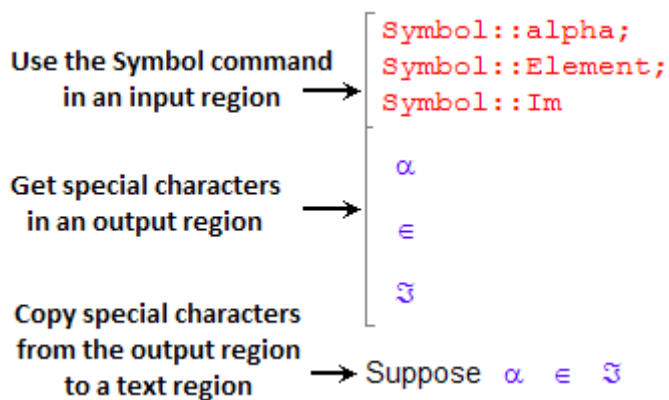 Use the Symbol command
in an input region
Symbol::alpha;
Symbol::Element;
Symbol::Im
Get special characters
in an output region
α
∈
ℑ
Copy special characters
from the output region
to a text region
Suppose α ∈ ℑ